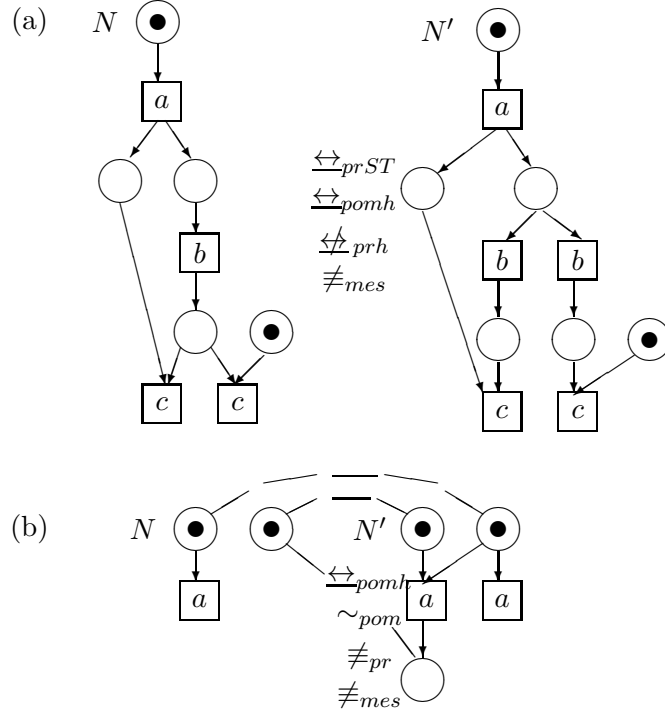 (a) N N′
a a
↔prST
↔pomh
b b b
↮prh
≢mes
c c c c
(b) N N′
↔pomh
a a a
∼pom
≢pr
≢mes